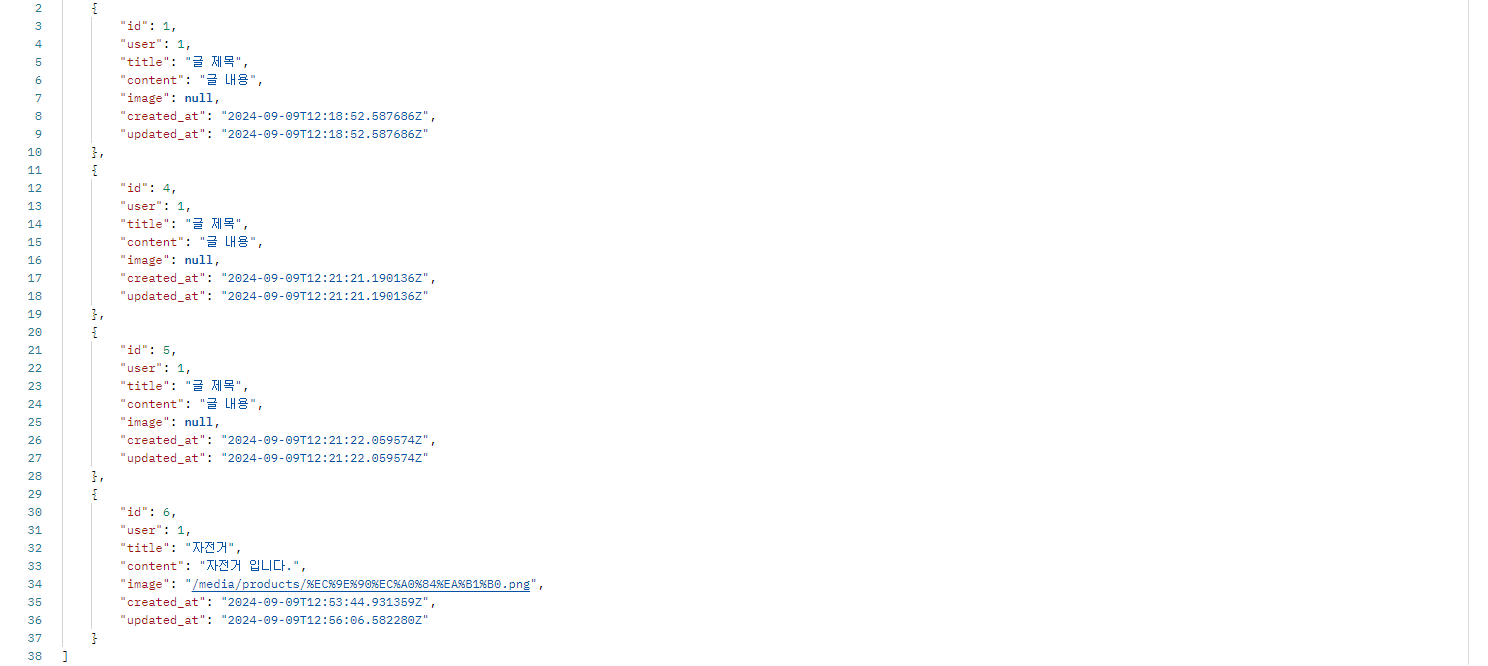 2 {
3 "id": 1,
4 "user": 1,
5 "title": "글 제목",
6 "content": "글 내용",
7 "image": null,
8 "created_at": "2024-09-09T12:18:52.587686Z",
9 "updated_at": "2024-09-09T12:18:52.587686Z"
10 },
11 {
12 "id": 4,
13 "user": 1,
14 "title": "글 제목",
15 "content": "글 내용",
16 "image": null,
17 "created_at": "2024-09-09T12:21:21.190136Z",
18 "updated_at": "2024-09-09T12:21:21.190136Z"
19 },
20 {
21 "id": 5,
22 "user": 1,
23 "title": "글 제목",
24 "content": "글 내용",
25 "image": null,
26 "created_at": "2024-09-09T12:21:22.059574Z",
27 "updated_at": "2024-09-09T12:21:22.059574Z"
28 },
29 {
30 "id": 6,
31 "user": 1,
32 "title": "자전거",
33 "content": "자전거 입니다.",
34 "image": "/media/products/%EC%9E%90%EC%A0%84%EA%B1%B0.png",
35 "created_at": "2024-09-09T12:53:44.931359Z",
36 "updated_at": "2024-09-09T12:56:06.582280Z"
37 }
38 ]